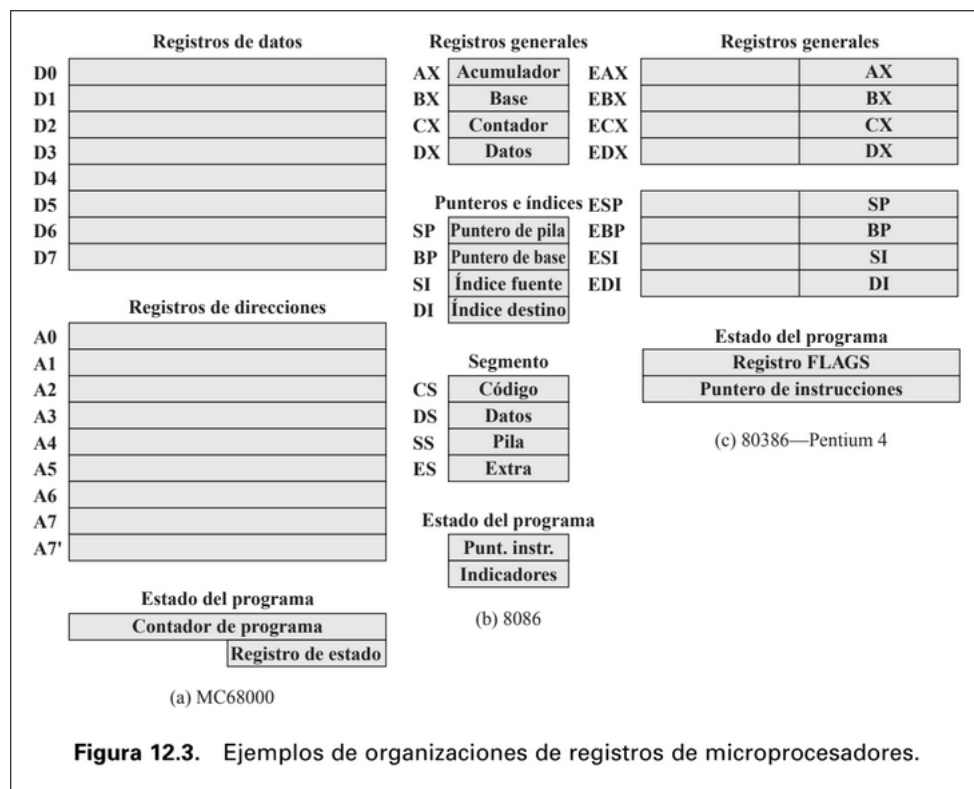 Registros de datos
D0
D1
D2
D3
D4
D5
D6
D7
Registros de direcciones
A0
A1
A2
A3
A4
A5
A6
A7
A7'
Estado del programa
Contador de programa
Registro de estado
(a) MC68000
Registros generales
AX Acumulador
BX Base
CX Contador
DX Datos
Punteros e índices
SP Puntero de pila
BP Puntero de base
SI Índice fuente
DI Índice destino
Segmento
CS Código
DS Datos
SS Pila
ES Extra
Estado del programa
Punt. instr.
Indicadores
(b) 8086
Registros generales
EAX AX
EBX BX
ECX CX
EDX DX
ESP SP
EBP BP
ESI SI
EDI DI
Estado del programa
Registro FLAGS
Puntero de instrucciones
(c) 80386—Pentium 4
Figura 12.3. Ejemplos de organizaciones de registros de microprocesadores.